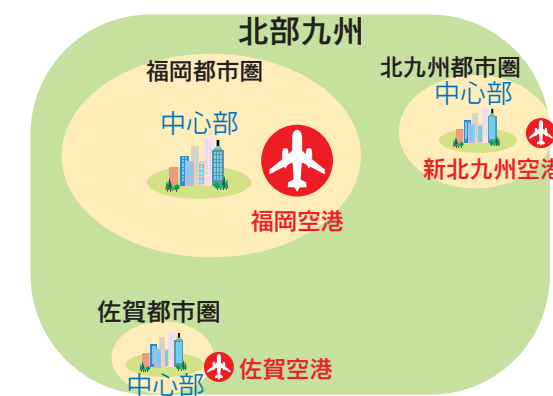 北部九州
福岡都市圏
中心部
福岡空港
北九州都市圏
中心部
新北九州空港
佐賀都市圏
中心部
佐賀空港